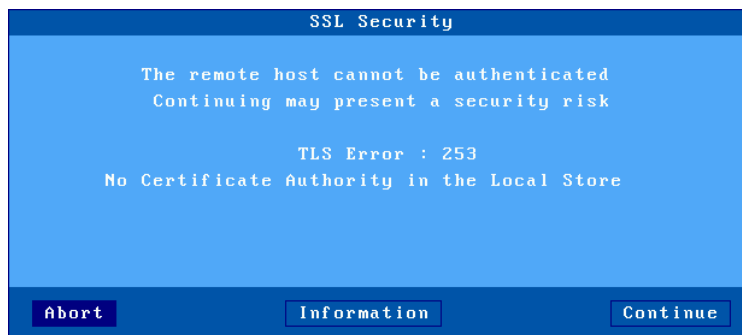 SSL Security
The remote host cannot be authenticated
Continuing may present a security risk
TLS Error : 253
No Certificate Authority in the Local Store
Abort
Information
Continue